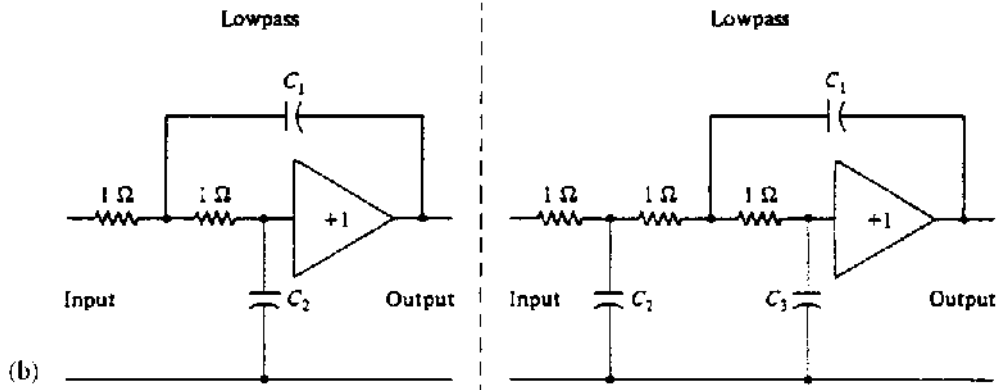 Lowpass
C₁
1 Ω 1 Ω
+1
Input C₂ Output
(b)
Lowpass
C₁
1 Ω 1 Ω 1 Ω
+1
Input C₂ C₃ Output